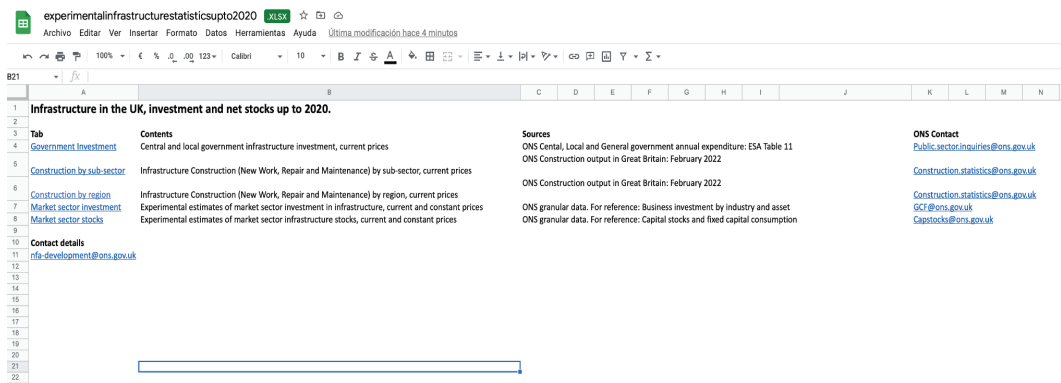 experimentalinfrastructurestatisticsupto2020 .XLSX
Archivo Editar Ver Insertar Formato Datos Herramientas Ayuda Última modificación hace 4 minutos
100% € % .0 .00 123 Calibri 10 B I S A
B21 fx
A B C D E F G H I J K L M N
1 Infrastructure in the UK, investment and net stocks up to 2020.
2
3 Tab Contents Sources ONS Contact
4 Government Investment Central and local government infrastructure investment, current prices ONS Cental, Local and General government annual expenditure: ESA Table 11 Public.sector.inquiries@ons.gov.uk
ONS Construction output in Great Britain: February 2022
5 Construction by sub-sector Infrastructure Construction (New Work, Repair and Maintenance) by sub-sector, current prices Construction.statistics@ons.gov.uk
ONS Construction output in Great Britain: February 2022
6 Construction by region Infrastructure Construction (New Work, Repair and Maintenance) by region, current prices Construction.statistics@ons.gov.uk
7 Market sector investment Experimental estimates of market sector investment in infrastructure, current and constant prices ONS granular data. For reference: Business investment by industry and asset GCF@ons.gov.uk
8 Market sector stocks Experimental estimates of market sector infrastructure stocks, current and constant prices ONS granular data. For reference: Capital stocks and fixed capital consumption Capstocks@ons.gov.uk
9
10 Contact details
11 nfa-development@ons.gov.uk
12
13
14
15
16
17
18
19
20
21
22